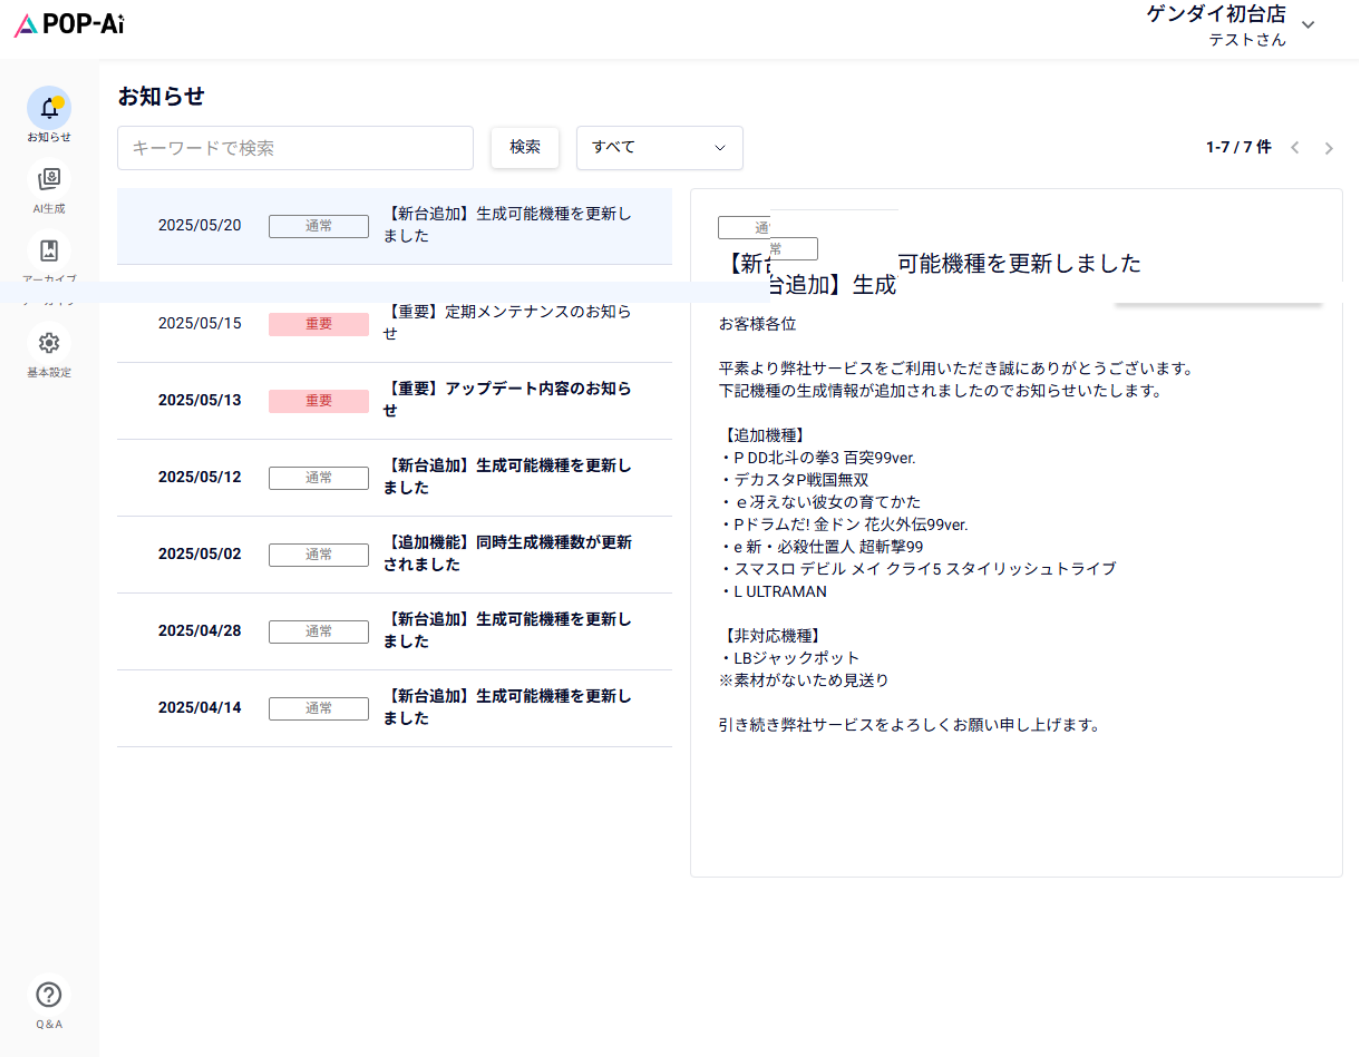 POP-Ai
ゲンダイ初台店
テストさん
お知らせ
AI生成
アーカイブ
基本設定
Q&A
お知らせ
キーワードで検索
検索
すべて
1-7 / 7 件
2025/05/20
通常
【新台追加】生成可能機種を更新し
ました
2025/05/15
重要
【重要】定期メンテナンスのお知ら
せ
2025/05/13
重要
【重要】アップデート内容のお知ら
せ
2025/05/12
通常
【新台追加】生成可能機種を更新し
ました
2025/05/02
通常
【追加機能】同時生成機種数が更新
されました
2025/04/28
通常
【新台追加】生成可能機種を更新し
ました
2025/04/14
通常
【新台追加】生成可能機種を更新し
ました
通常
【新台追加】生成可能機種を更新しました
お客様各位
平素より弊社サービスをご利用いただき誠にありがとうございます。
下記機種の生成情報が追加されましたのでお知らせいたします。
【追加機種】
・P DD北斗の拳3 百突99ver.
・デカスタP戦国無双
・ｅ冴えない彼女の育てかた
・Pドラムだ! 金ドン 花火外伝99ver.
・e 新・必殺仕置人 超斬撃99
・スマスロ デビル メイ クライ5 スタイリッシュトライブ
・L ULTRAMAN
【非対応機種】
・LBジャックポット
※素材がないため見送り
引き続き弊社サービスをよろしくお願い申し上げます。